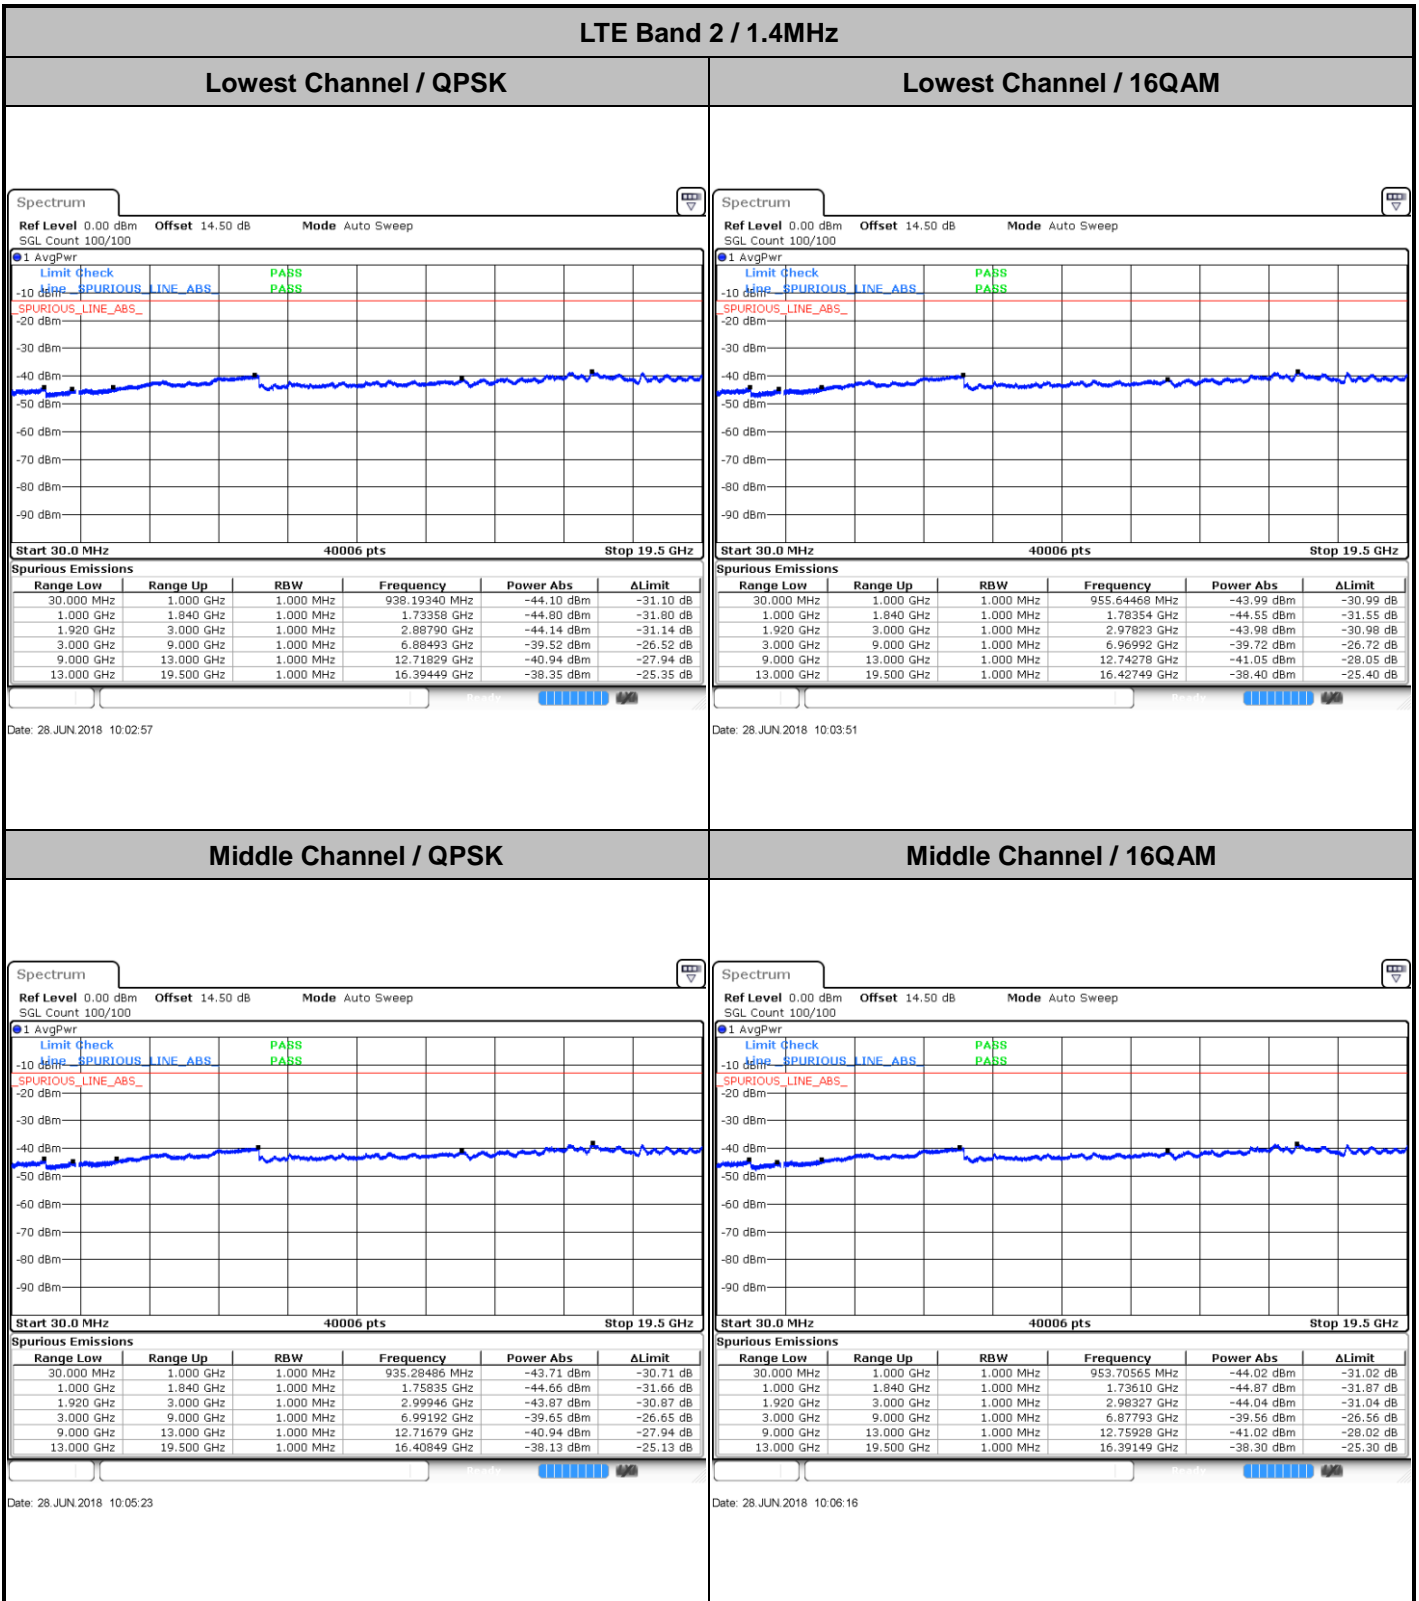 LTE Band 2 / 1.4MHz
Lowest Channel / QPSK
Lowest Channel / 16QAM
Spectrum
Ref Level 0.00 dBm Offset 14.50 dB Mode Auto Sweep
SGL Count 100/100
1 AvgPwr
Limit Check PASS
Line _SPURIOUS_LINE_ABS_ PASS
-10 dBm
_SPURIOUS_LINE_ABS_
-20 dBm
-30 dBm
-40 dBm
-50 dBm
-60 dBm
-70 dBm
-80 dBm
-90 dBm
Start 30.0 MHz 40006 pts Stop 19.5 GHz
Spurious Emissions
Range Low Range Up RBW Frequency Power Abs ΔLimit
30.000 MHz 1.000 GHz 1.000 MHz 938.19340 MHz -44.10 dBm -31.10 dB
1.000 GHz 1.840 GHz 1.000 MHz 1.73358 GHz -44.80 dBm -31.80 dB
1.920 GHz 3.000 GHz 1.000 MHz 2.88790 GHz -44.14 dBm -31.14 dB
3.000 GHz 9.000 GHz 1.000 MHz 6.88493 GHz -39.52 dBm -26.52 dB
9.000 GHz 13.000 GHz 1.000 MHz 12.71829 GHz -40.94 dBm -27.94 dB
13.000 GHz 19.500 GHz 1.000 MHz 16.39449 GHz -38.35 dBm -25.35 dB
Ready
Date: 28.JUN.2018 10:02:57
Spectrum
Ref Level 0.00 dBm Offset 14.50 dB Mode Auto Sweep
SGL Count 100/100
1 AvgPwr
Limit Check PASS
Line _SPURIOUS_LINE_ABS_ PASS
-10 dBm
_SPURIOUS_LINE_ABS_
-20 dBm
-30 dBm
-40 dBm
-50 dBm
-60 dBm
-70 dBm
-80 dBm
-90 dBm
Start 30.0 MHz 40006 pts Stop 19.5 GHz
Spurious Emissions
Range Low Range Up RBW Frequency Power Abs ΔLimit
30.000 MHz 1.000 GHz 1.000 MHz 955.64468 MHz -43.99 dBm -30.99 dB
1.000 GHz 1.840 GHz 1.000 MHz 1.78354 GHz -44.55 dBm -31.55 dB
1.920 GHz 3.000 GHz 1.000 MHz 2.97823 GHz -43.98 dBm -30.98 dB
3.000 GHz 9.000 GHz 1.000 MHz 6.96992 GHz -39.72 dBm -26.72 dB
9.000 GHz 13.000 GHz 1.000 MHz 12.74278 GHz -41.05 dBm -28.05 dB
13.000 GHz 19.500 GHz 1.000 MHz 16.42749 GHz -38.40 dBm -25.40 dB
Ready
Date: 28.JUN.2018 10:03:51
Middle Channel / QPSK
Middle Channel / 16QAM
Spectrum
Ref Level 0.00 dBm Offset 14.50 dB Mode Auto Sweep
SGL Count 100/100
1 AvgPwr
Limit Check PASS
Line _SPURIOUS_LINE_ABS_ PASS
-10 dBm
_SPURIOUS_LINE_ABS_
-20 dBm
-30 dBm
-40 dBm
-50 dBm
-60 dBm
-70 dBm
-80 dBm
-90 dBm
Start 30.0 MHz 40006 pts Stop 19.5 GHz
Spurious Emissions
Range Low Range Up RBW Frequency Power Abs ΔLimit
30.000 MHz 1.000 GHz 1.000 MHz 935.28486 MHz -43.71 dBm -30.71 dB
1.000 GHz 1.840 GHz 1.000 MHz 1.75835 GHz -44.66 dBm -31.66 dB
1.920 GHz 3.000 GHz 1.000 MHz 2.99946 GHz -43.87 dBm -30.87 dB
3.000 GHz 9.000 GHz 1.000 MHz 6.99192 GHz -39.65 dBm -26.65 dB
9.000 GHz 13.000 GHz 1.000 MHz 12.71679 GHz -40.94 dBm -27.94 dB
13.000 GHz 19.500 GHz 1.000 MHz 16.40849 GHz -38.13 dBm -25.13 dB
Ready
Date: 28.JUN.2018 10:05:23
Spectrum
Ref Level 0.00 dBm Offset 14.50 dB Mode Auto Sweep
SGL Count 100/100
1 AvgPwr
Limit Check PASS
Line _SPURIOUS_LINE_ABS_ PASS
-10 dBm
_SPURIOUS_LINE_ABS_
-20 dBm
-30 dBm
-40 dBm
-50 dBm
-60 dBm
-70 dBm
-80 dBm
-90 dBm
Start 30.0 MHz 40006 pts Stop 19.5 GHz
Spurious Emissions
Range Low Range Up RBW Frequency Power Abs ΔLimit
30.000 MHz 1.000 GHz 1.000 MHz 953.70565 MHz -44.02 dBm -31.02 dB
1.000 GHz 1.840 GHz 1.000 MHz 1.73610 GHz -44.87 dBm -31.87 dB
1.920 GHz 3.000 GHz 1.000 MHz 2.98327 GHz -44.04 dBm -31.04 dB
3.000 GHz 9.000 GHz 1.000 MHz 6.87793 GHz -39.56 dBm -26.56 dB
9.000 GHz 13.000 GHz 1.000 MHz 12.75928 GHz -41.02 dBm -28.02 dB
13.000 GHz 19.500 GHz 1.000 MHz 16.39149 GHz -38.30 dBm -25.30 dB
Ready
Date: 28.JUN.2018 10:06:16